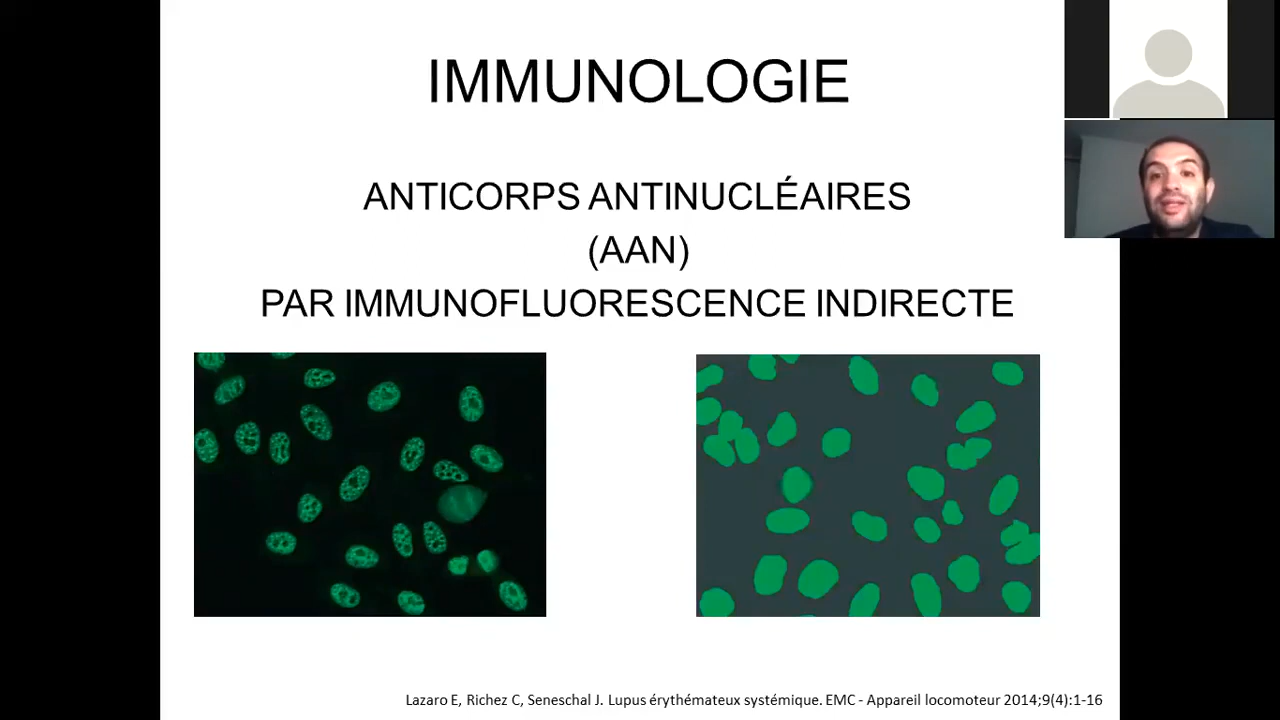 IMMUNOLOGIE
ANTICORPS ANTINUCLÉAIRES
(AAN)
PAR IMMUNOFLUORESCENCE INDIRECTE
Lazaro E, Richez C, Seneschal J. Lupus érythémateux systémique. EMC - Appareil locomoteur 2014;9(4):1-16